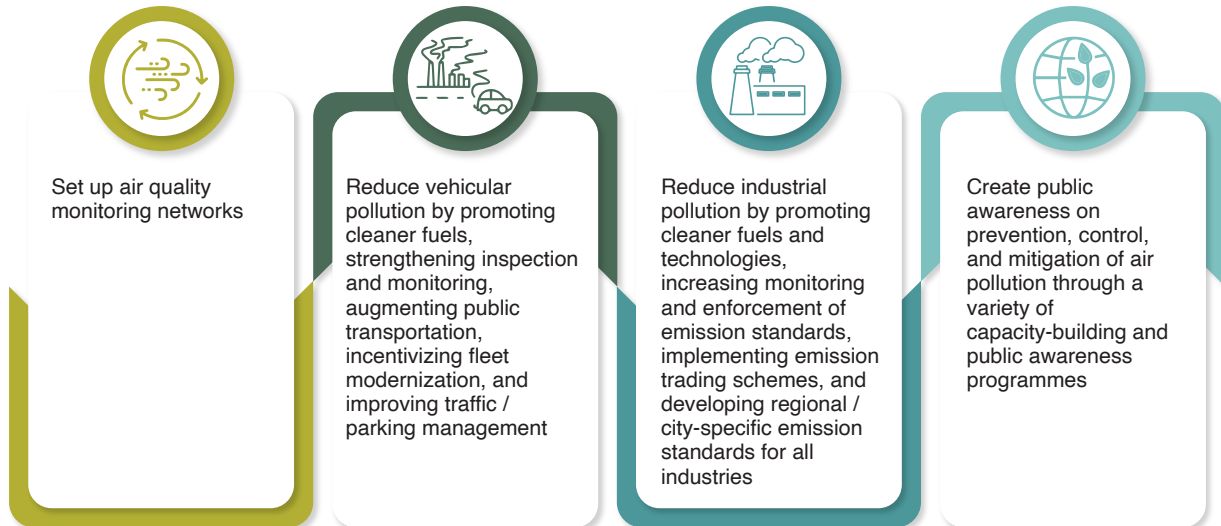 Set up air quality
monitoring networks
Reduce vehicular
pollution by promoting
cleaner fuels,
strengthening inspection
and monitoring,
augmenting public
transportation,
incentivizing fleet
modernization, and
improving traffic /
parking management
Reduce industrial
pollution by promoting
cleaner fuels and
technologies,
increasing monitoring
and enforcement of
emission standards,
implementing emission
trading schemes, and
developing regional /
city-specific emission
standards for all
industries
Create public
awareness on
prevention, control,
and mitigation of air
pollution through a
variety of
capacity-building and
public awareness
programmes